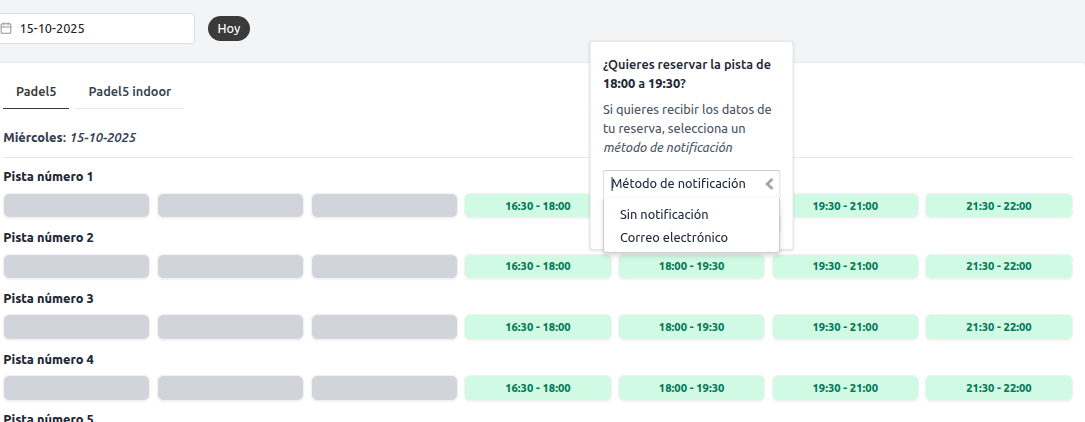 15-10-2025 Hoy
¿Quieres reservar la pista de
18:00 a 19:30?
Si quieres recibir los datos de
tu reserva, selecciona un
método de notificación
Método de notificación
Sin notificación
Correo electrónico
Padel5 Padel5 indoor
Miércoles: 15-10-2025
Pista número 1
16:30 - 18:00 19:30 - 21:00 21:30 - 22:00
Pista número 2
16:30 - 18:00 18:00 - 19:30 19:30 - 21:00 21:30 - 22:00
Pista número 3
16:30 - 18:00 18:00 - 19:30 19:30 - 21:00 21:30 - 22:00
Pista número 4
16:30 - 18:00 18:00 - 19:30 19:30 - 21:00 21:30 - 22:00
Pista número 5